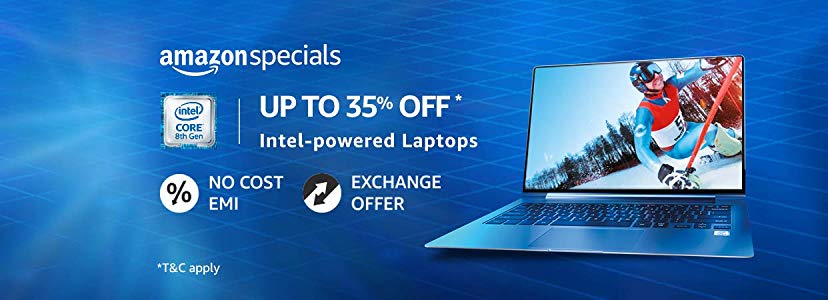 amazonspecials
intel
CORE
8th Gen
UP TO 35% OFF*
Intel-powered Laptops
%
NO COST
EMI
EXCHANGE
OFFER
*T&C apply